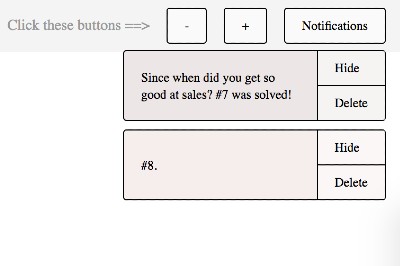 Click these buttons ==>
-
+
Notifications
Since when did you get so
good at sales? #7 was solved!
Hide
Delete
#8.
Hide
Delete